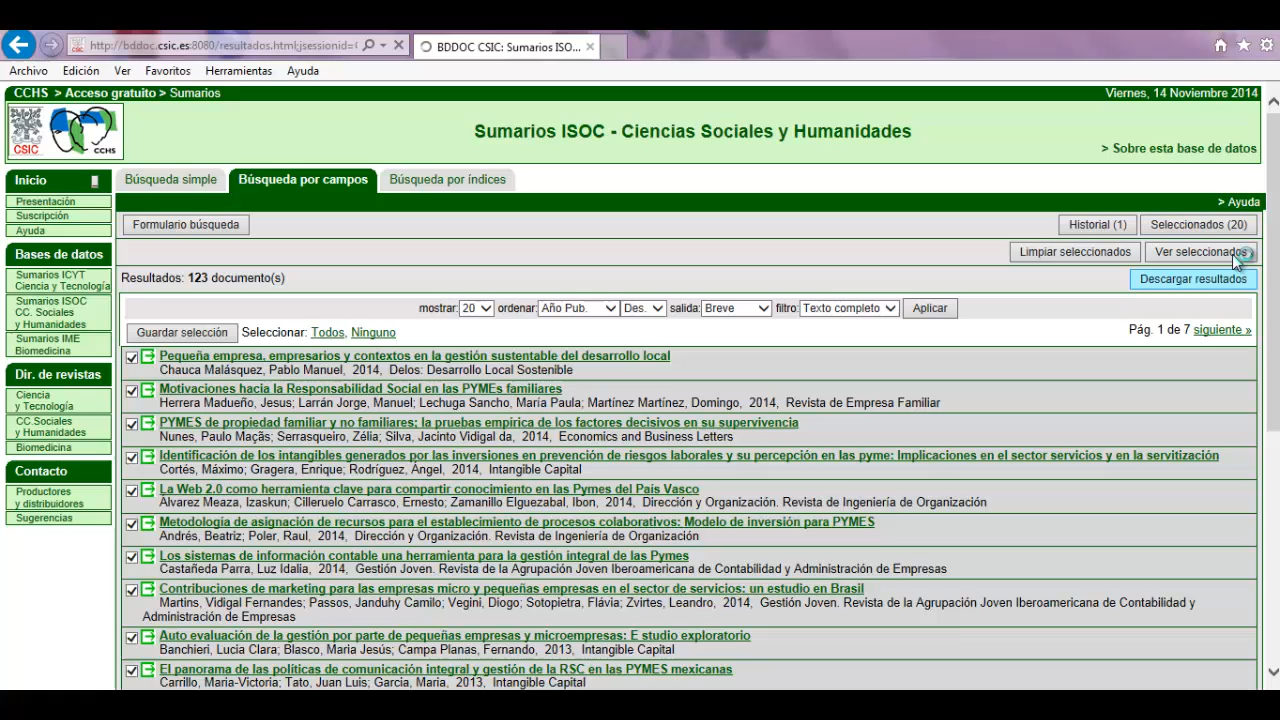 http://bddoc.csic.es:8080/resultados.html;jsessionid=
BDDOC CSIC: Sumarios ISO...
Archivo Edición Ver Favoritos Herramientas Ayuda
CCHS > Acceso gratuito > Sumarios
Viernes, 14 Noviembre 2014
CSIC
CCHS
Sumarios ISOC - Ciencias Sociales y Humanidades
> Sobre esta base de datos
Inicio
Presentación
Suscripción
Ayuda
Bases de datos
Sumarios ICYT
Ciencia y Tecnología
Sumarios ISOC
CC. Sociales
y Humanidades
Sumarios IME
Biomedicina
Dir. de revistas
Ciencia
y Tecnología
CC.Sociales
y Humanidades
Biomedicina
Contacto
Productores
y distribuidores
Sugerencias
Búsqueda simple Búsqueda por campos Búsqueda por índices
> Ayuda
Formulario búsqueda Historial (1) Seleccionados (20)
Limpiar seleccionados Ver seleccionados
Resultados: 123 documento(s) Descargar resultados
mostrar: 20 ordenar: Año Pub. Des. salida: Breve filtro: Texto completo Aplicar
Guardar selección Seleccionar: Todos, Ninguno Pág. 1 de 7 siguiente »
Pequeña empresa, empresarios y contextos en la gestión sustentable del desarrollo local
Chauca Malásquez, Pablo Manuel, 2014, Delos: Desarrollo Local Sostenible
Motivaciones hacia la Responsabilidad Social en las PYMEs familiares
Herrera Madueño, Jesus; Larrán Jorge, Manuel; Lechuga Sancho, María Paula; Martínez Martínez, Domingo, 2014, Revista de Empresa Familiar
PYMES de propiedad familiar y no familiares; la pruebas empirica de los factores decisivos en su supervivencia
Nunes, Paulo Maçãs; Serrasqueiro, Zélia; Silva, Jacinto Vidigal da, 2014, Economics and Business Letters
Identificación de los intangibles generados por las inversiones en prevención de riesgos laborales y su percepción en las pyme: Implicaciones en el sector servicios y en la servitización
Cortés, Máximo; Gragera, Enrique; Rodríguez, Ángel, 2014, Intangible Capital
La Web 2.0 como herramienta clave para compartir conocimiento en las Pymes del País Vasco
Álvarez Meaza, Izaskun; Cilleruelo Carrasco, Ernesto; Zamanillo Elguezabal, Ibon, 2014, Dirección y Organización. Revista de Ingeniería de Organización
Metodología de asignación de recursos para el establecimiento de procesos colaborativos: Modelo de inversión para PYMES
Andrés, Beatriz; Poler, Raul, 2014, Dirección y Organización. Revista de Ingeniería de Organización
Los sistemas de información contable una herramienta para la gestión integral de las Pymes
Castañeda Parra, Luz Idalia, 2014, Gestión Joven. Revista de la Agrupación Joven Iberoamericana de Contabilidad y Administración de Empresas
Contribuciones de marketing para las empresas micro y pequeñas empresas en el sector de servicios: un estudio en Brasil
Martins, Vidigal Fernandes; Passos, Janduhy Camilo; Vegini, Diogo; Sotopietra, Flávia; Zvirtes, Leandro, 2014, Gestión Joven. Revista de la Agrupación Joven Iberoamericana de Contabilidad y
Administración de Empresas
Auto evaluación de la gestión por parte de pequeñas empresas y microempresas: E studio exploratorio
Banchieri, Lucia Clara; Blasco, Maria Jesús; Campa Planas, Fernando, 2013, Intangible Capital
El panorama de las políticas de comunicación integral y gestión de la RSC en las PYMES mexicanas
Carrillo, Maria-Victoria; Tato, Juan Luis; Garcia, Maria, 2013, Intangible Capital